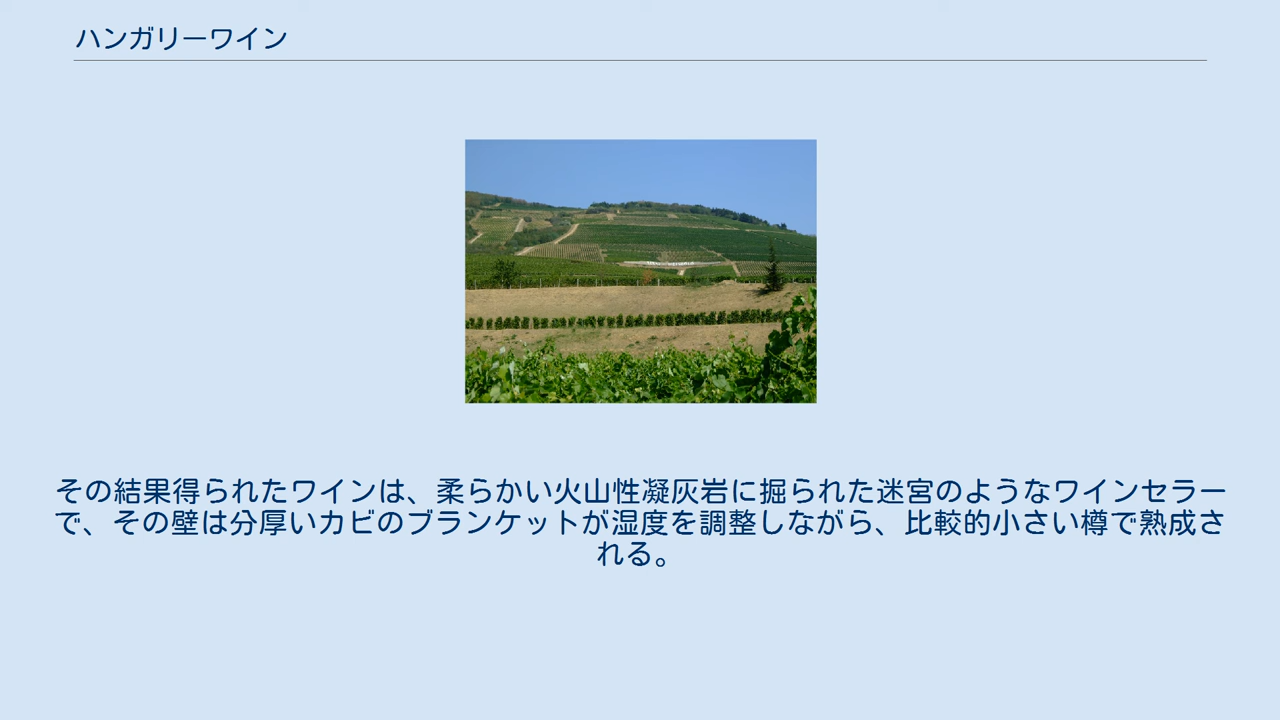 ハンガリーワイン
その結果得られたワインは、柔らかい火山性凝灰岩に掘られた迷宮のようなワインセラー
で、その壁は分厚いカビのブランケットが湿度を調整しながら、比較的小さい樽で熟成さ
れる。